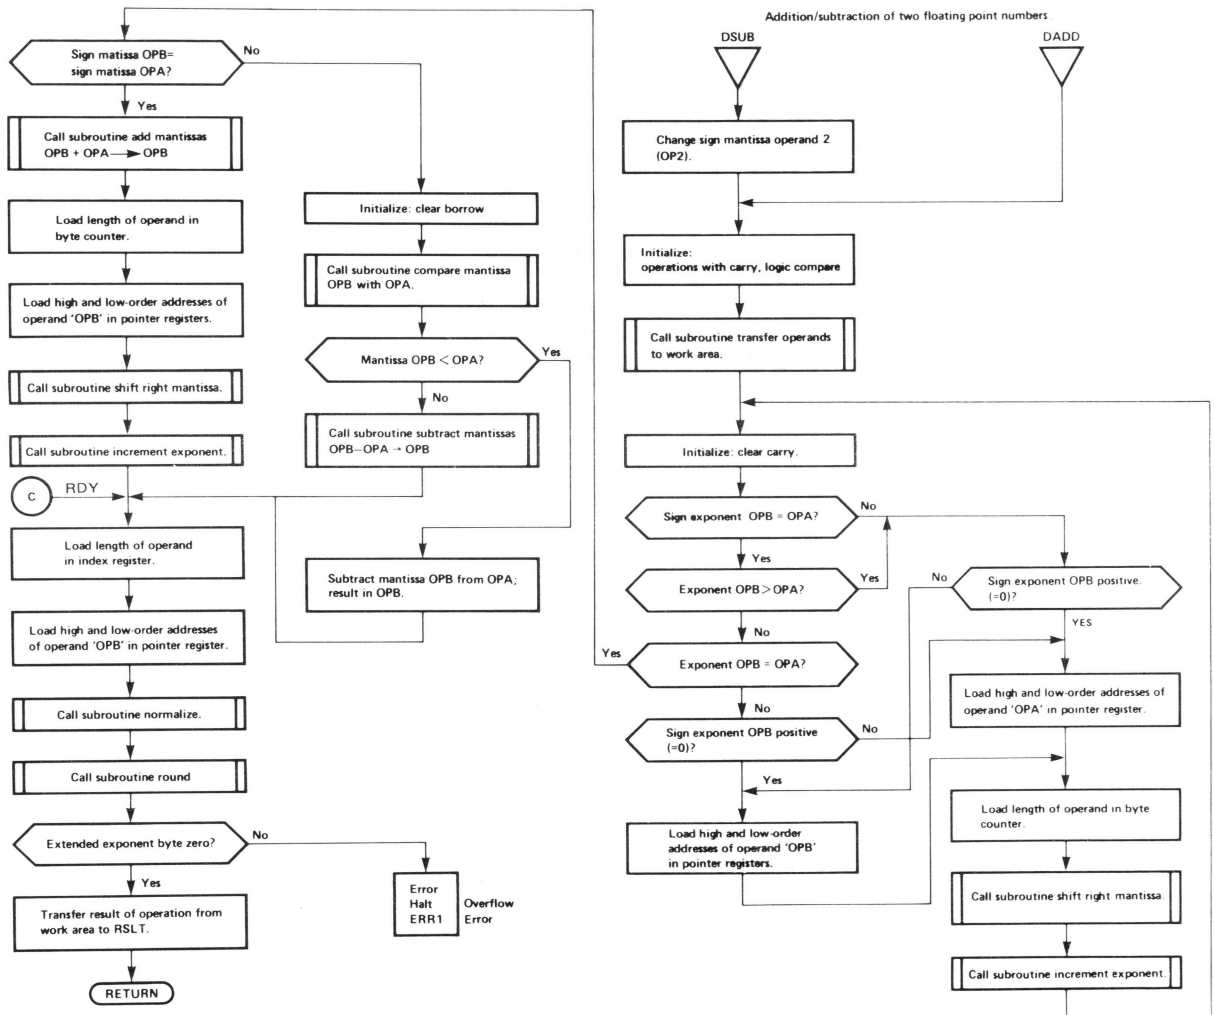 Addition/subtraction of two floating point numbers
DSUB
DADD
Change sign mantissa operand 2
(OP2).
Initialize:
operations with carry, logic compare
Call subroutine transfer operands
to work area.
Initialize: clear carry.
Sign exponent OPB = OPA?
No
Yes
Exponent OPB > OPA?
Yes
No
Exponent OPB = OPA?
Yes
No
Sign exponent OPB positive
(=0)?
No
Yes
Load high and low-order
addresses of operand 'OPB'
in pointer registers.
Sign exponent OPB positive.
(=0)?
No
YES
Load high and low-order addresses of
operand 'OPA' in pointer register.
Load length of operand in byte
counter.
Call subroutine shift right mantissa.
Call subroutine increment exponent.
Sign matissa OPB=
sign matissa OPA?
No
Yes
Call subroutine add mantissas
OPB + OPA → OPB
Load length of operand in
byte counter.
Load high and low-order addresses of
operand 'OPB' in pointer registers.
Call subroutine shift right mantissa.
Call subroutine increment exponent.
C
RDY
Load length of operand
in index register.
Load high and low-order addresses
of operand 'OPB' in pointer register.
Call subroutine normalize.
Call subroutine round
Extended exponent byte zero?
No
Yes
Transfer result of operation from
work area to RSLT.
RETURN
Error
Halt
ERR1
Overflow
Error
Initialize: clear borrow
Call subroutine compare mantissa
OPB with OPA.
Mantissa OPB < OPA?
Yes
No
Call subroutine subtract mantissas
OPB−OPA → OPB
Subtract mantissa OPB from OPA;
result in OPB.